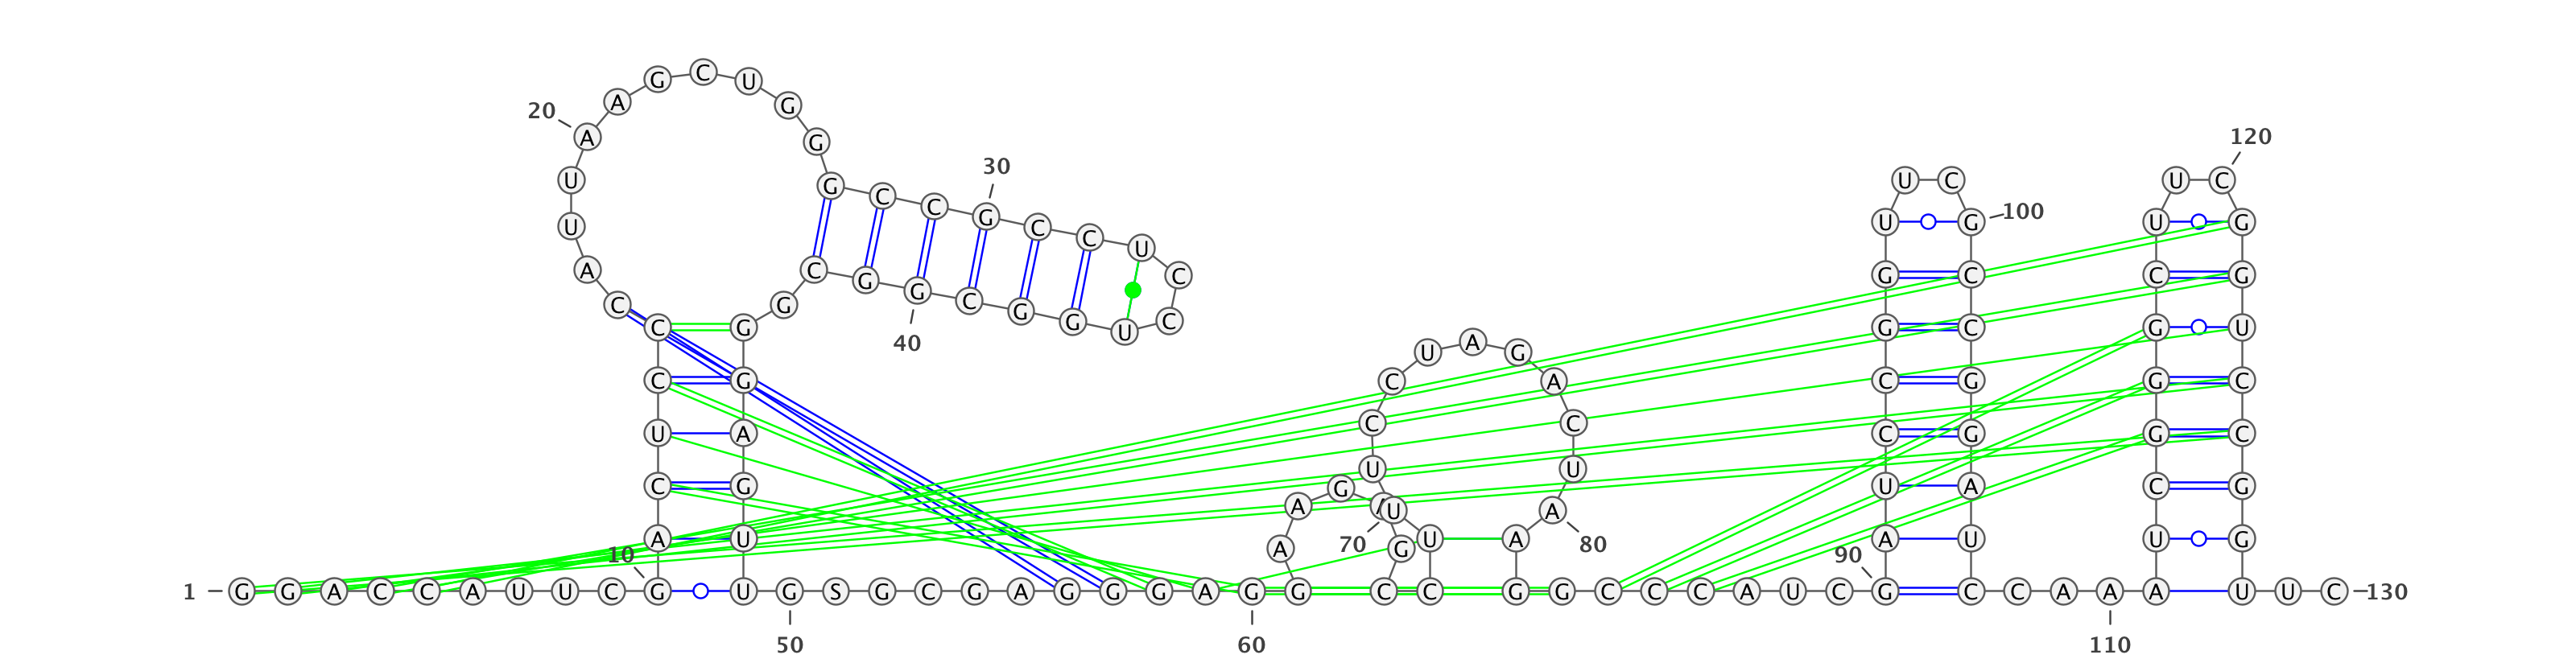 1
G G A C C A U U C G
10
A C U C C C A U U A
20
A G C U G G G C C G
30
C C U C C U G G C G
40
G C G G G A G U U G
50
S G C G A G G G A G
60
G A A G A G C C U U
70
U C C U A G A C U A
80
A G G C C C A U C G
90
A U C C G G U U C G
100
C C G G A U C C A A
110
A U C G G G C U U C
120
G G U C C G G U U C
130